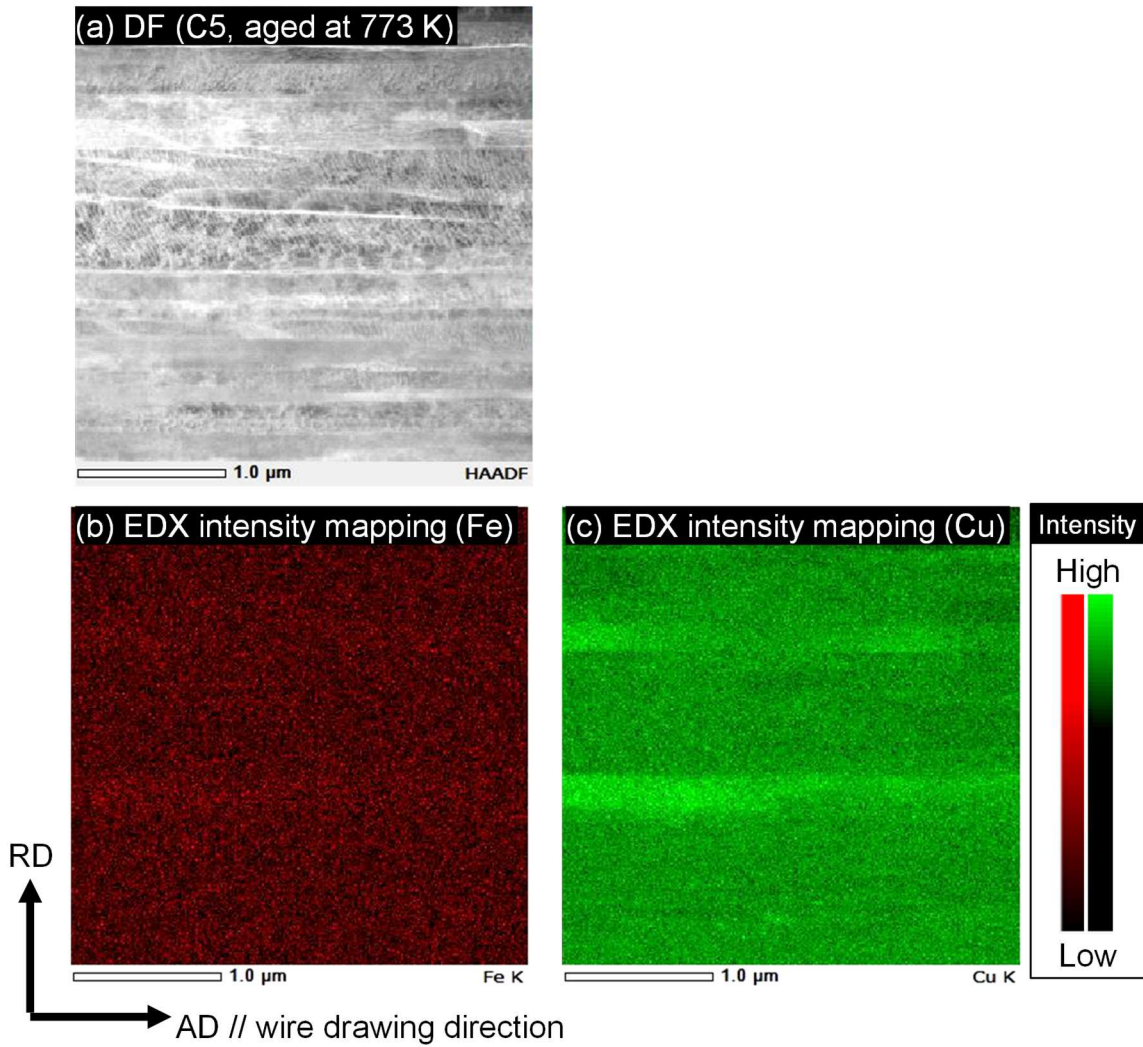 (a) DF (C5, aged at 773 K)
1.0 µm
HAADF
(b) EDX intensity mapping (Fe)
(c) EDX intensity mapping (Cu)
Intensity
High
Low
1.0 µm
Fe K
1.0 µm
Cu K
RD
AD // wire drawing direction